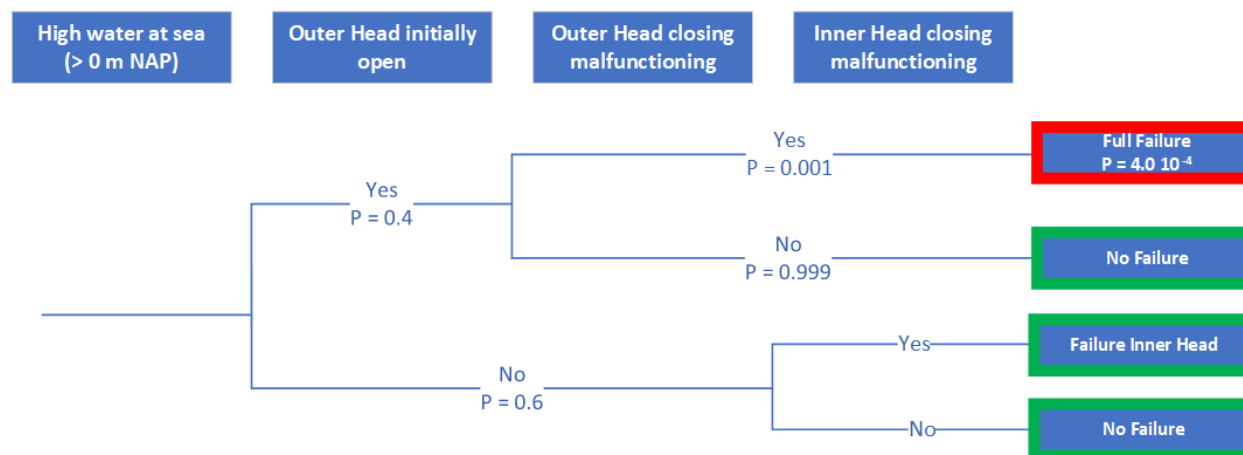 High water at sea
(> 0 m NAP)
Outer Head initially
open
Outer Head closing
malfunctioning
Inner Head closing
malfunctioning
Yes
P = 0.4
Yes
P = 0.001
Full Failure
P = 4.0 10⁻⁴
No
P = 0.999
No Failure
No
P = 0.6
Yes
Failure Inner Head
No
No Failure